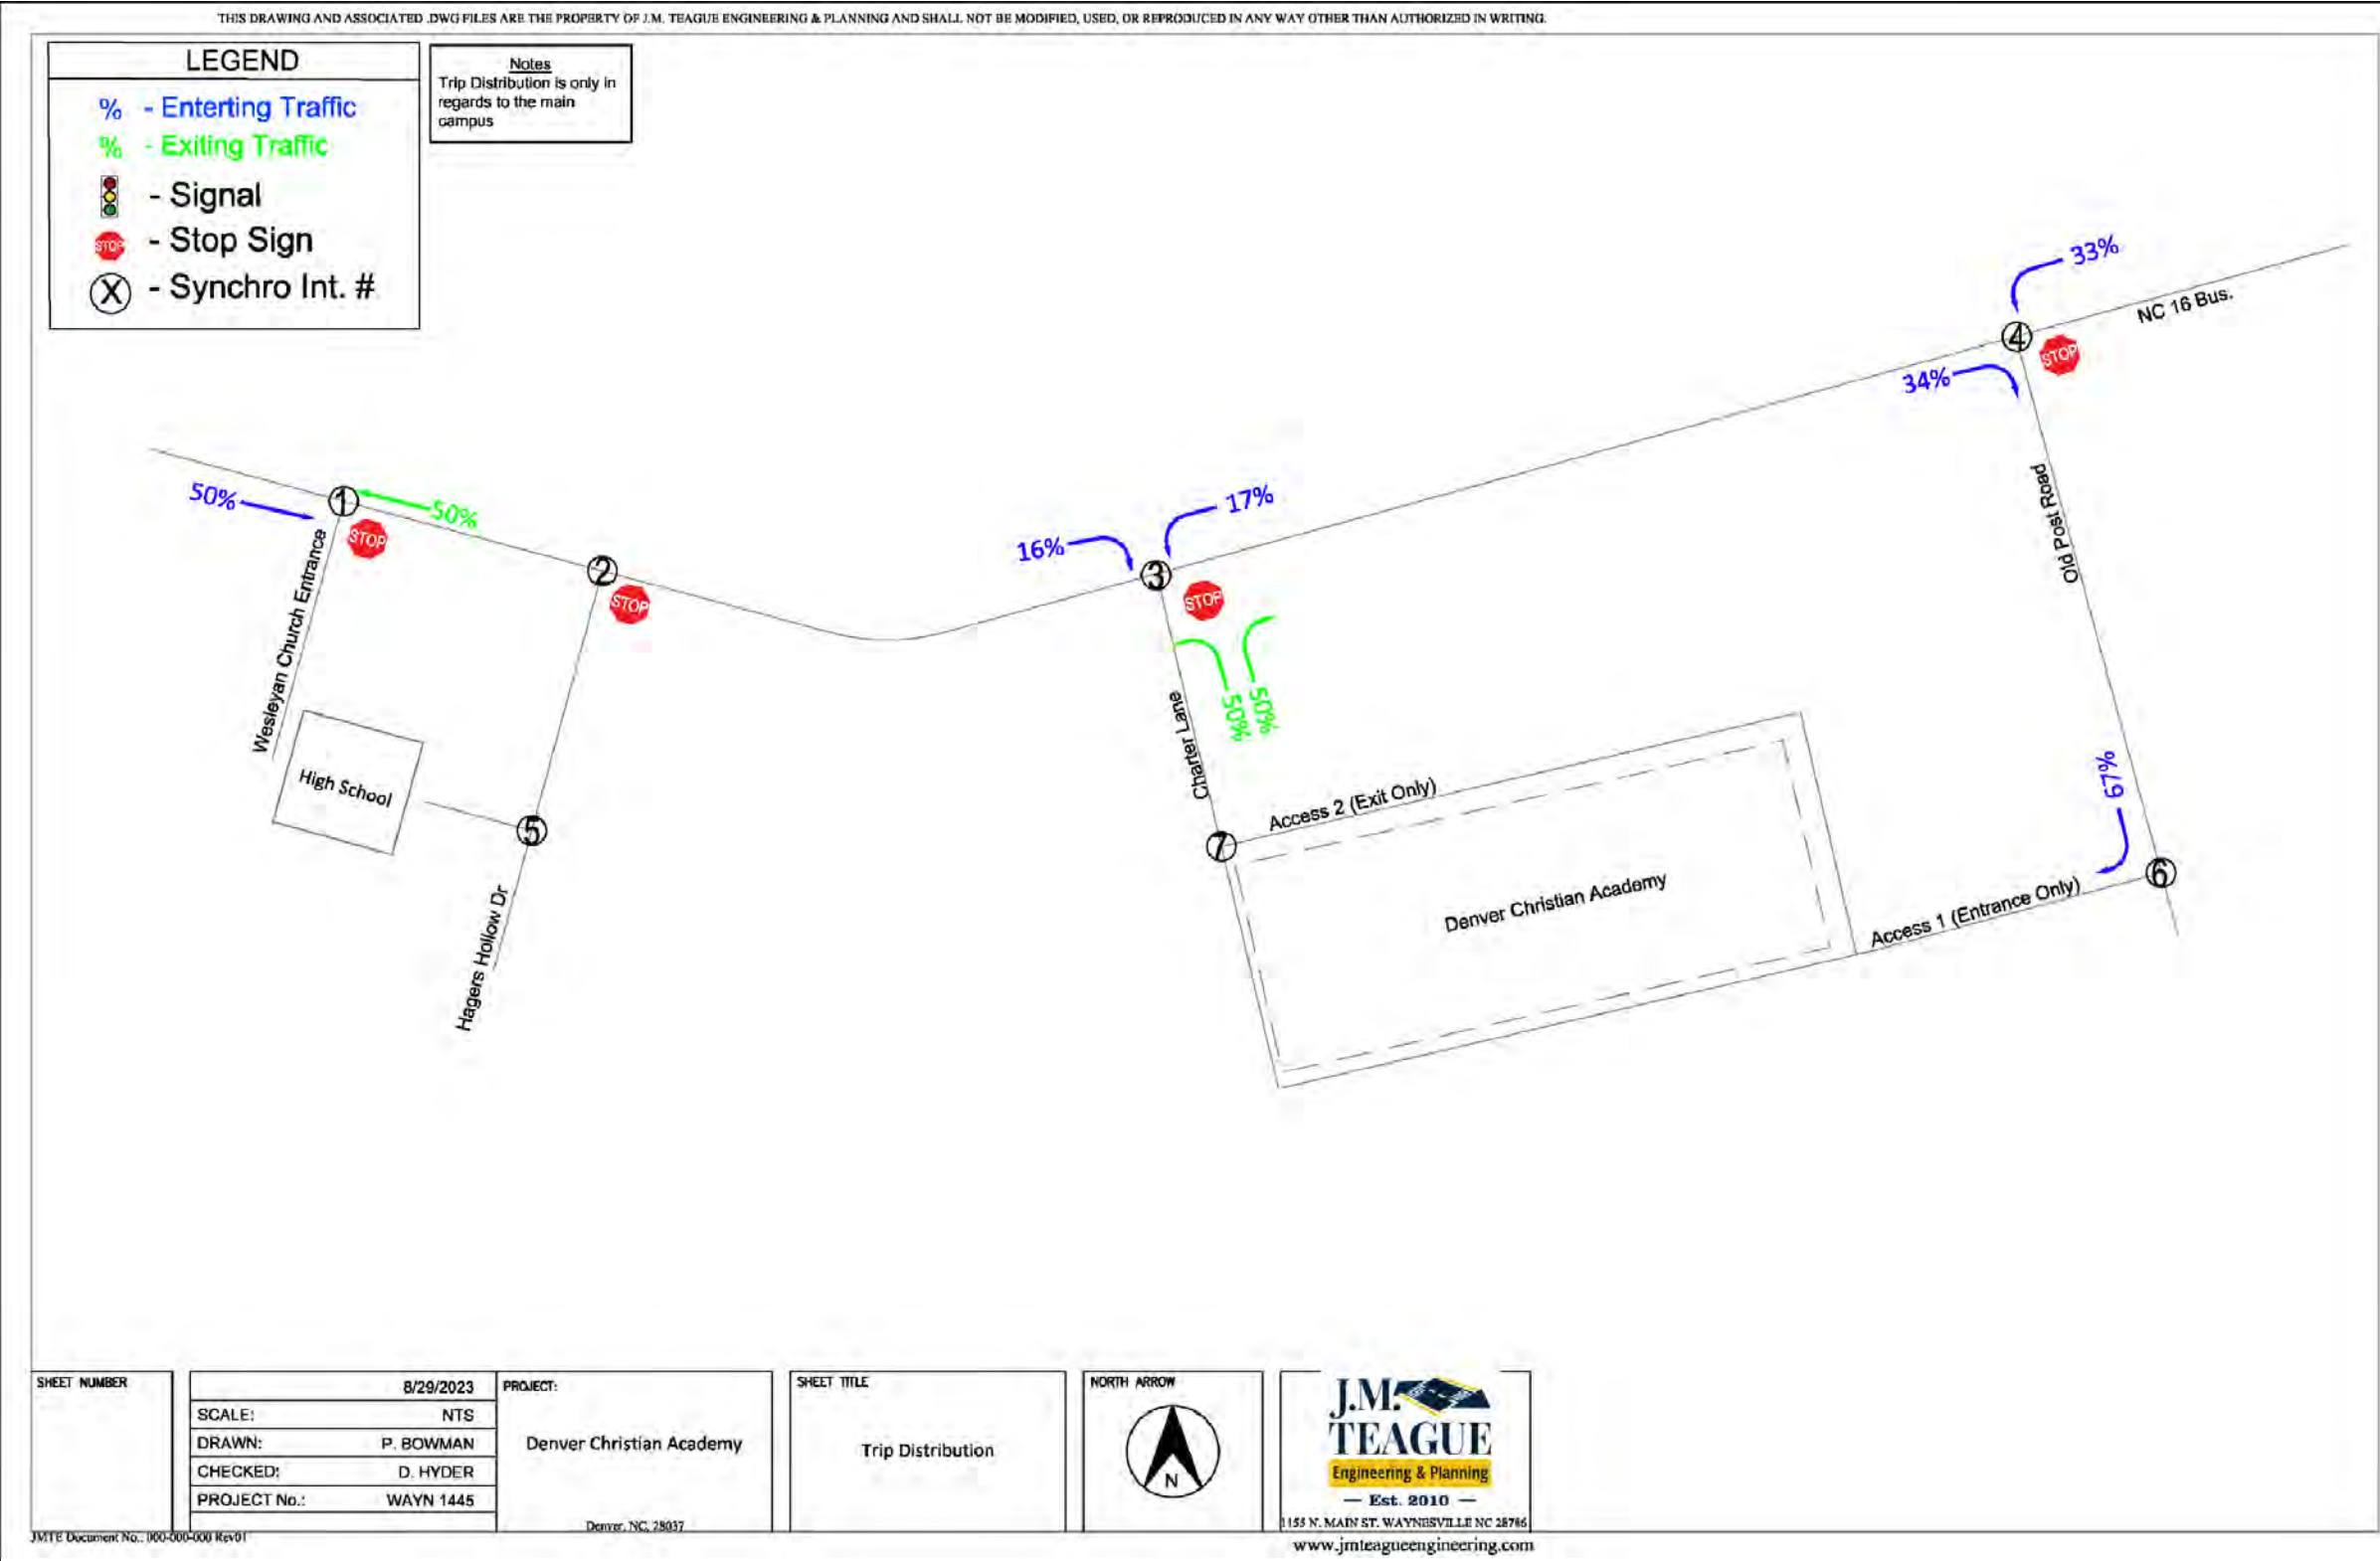 THIS DRAWING AND ASSOCIATED .DWG FILES ARE THE PROPERTY OF J.M. TEAGUE ENGINEERING & PLANNING AND SHALL NOT BE MODIFIED, USED, OR REPRODUCED IN ANY WAY OTHER THAN AUTHORIZED IN WRITING.
LEGEND
% - Enterting Traffic
% - Exiting Traffic
- Signal
STOP - Stop Sign
X - Synchro Int. #
Notes
Trip Distribution is only in
regards to the main
campus
33%
NC 16 Bus.
4
STOP
34%
Old Post Road
50%
1
50%
STOP
Wesleyan Church Entrance
2
STOP
17%
16%
3
STOP
50%
50%
Charter Lane
67%
High School
5
Hagers Hollow Dr
7
Access 2 (Exit Only)
Denver Christian Academy
6
Access 1 (Entrance Only)
SHEET NUMBER
8/29/2023
SCALE: NTS
DRAWN: P. BOWMAN
CHECKED: D. HYDER
PROJECT No.: WAYN 1445
PROJECT:
Denver Christian Academy
Denver, NC, 28037
SHEET TITLE
Trip Distribution
NORTH ARROW
N
J.M.
TEAGUE
Engineering & Planning
— Est. 2010 —
1155 N. MAIN ST. WAYNESVILLE NC 28786
www.jmteagueengineering.com
JMTE Document No.: 000-000-000 Rev01